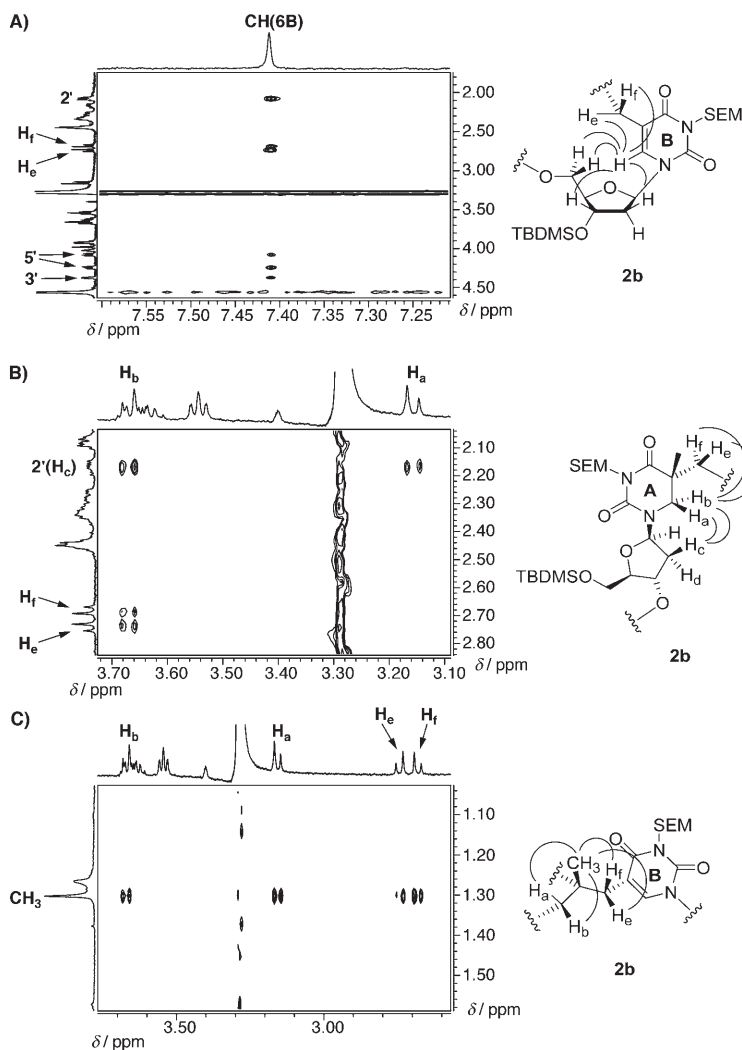 A)
CH(6B)
2'
Hf
He
5'
3'
2.00
2.50
3.00
3.50
4.00
4.50
δ / ppm
7.55 7.50 7.45 7.40 7.35 7.30 7.25
δ / ppm
Hf
He
O
N
SEM
B
H
H
H
N
O
O
O
H
H
H
H
TBDMSO
H
2b
B)
Hb
Ha
2'(Hc)
Hf
He
2.10
2.20
2.30
2.40
2.50
2.60
2.70
2.80
δ / ppm
3.70 3.60 3.50 3.40 3.30 3.20 3.10
δ / ppm
Hf
He
O
SEM
N
A
Hb
O
N
Ha
H
O
Hc
TBDMSO
Hd
O
2b
C)
Hb
Ha
He
Hf
CH3
1.10
1.20
1.30
1.40
1.50
δ / ppm
3.50 3.00
δ / ppm
SEM
O
N
O
CH3
Hf
B
N
Ha
Hb
He
2b